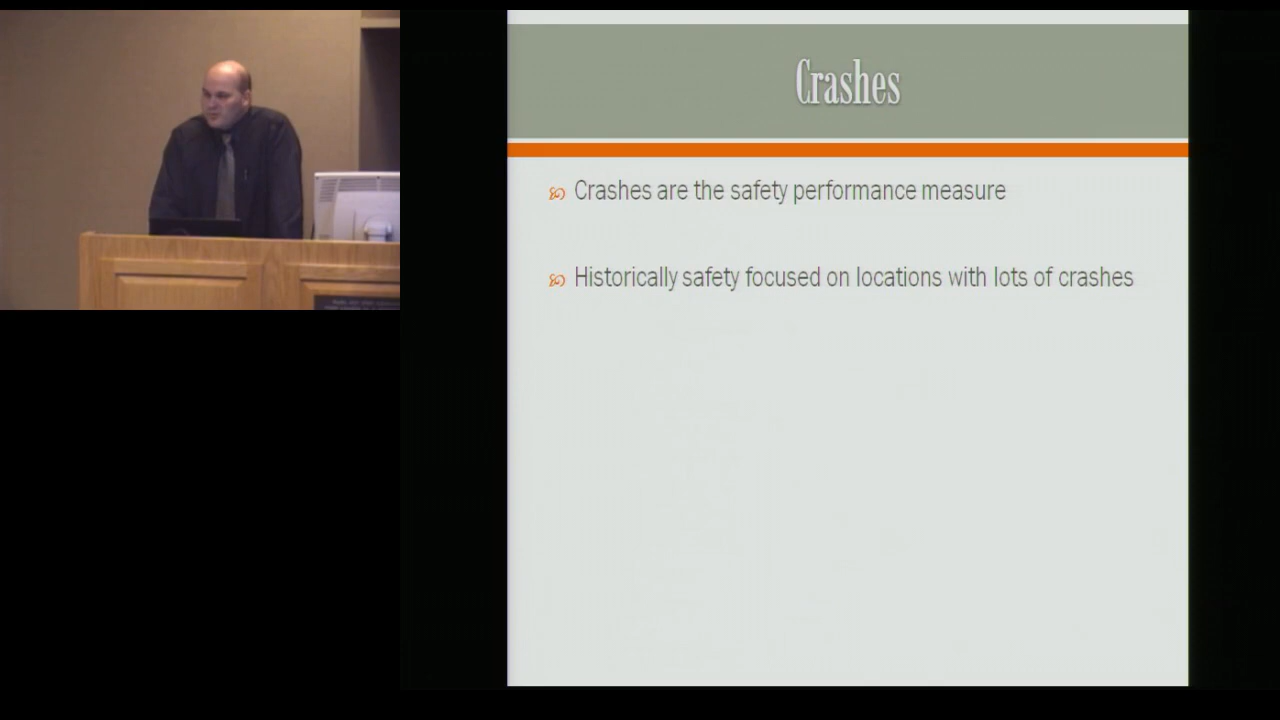 Crashes
Crashes are the safety performance measure
Historically safety focused on locations with lots of crashes